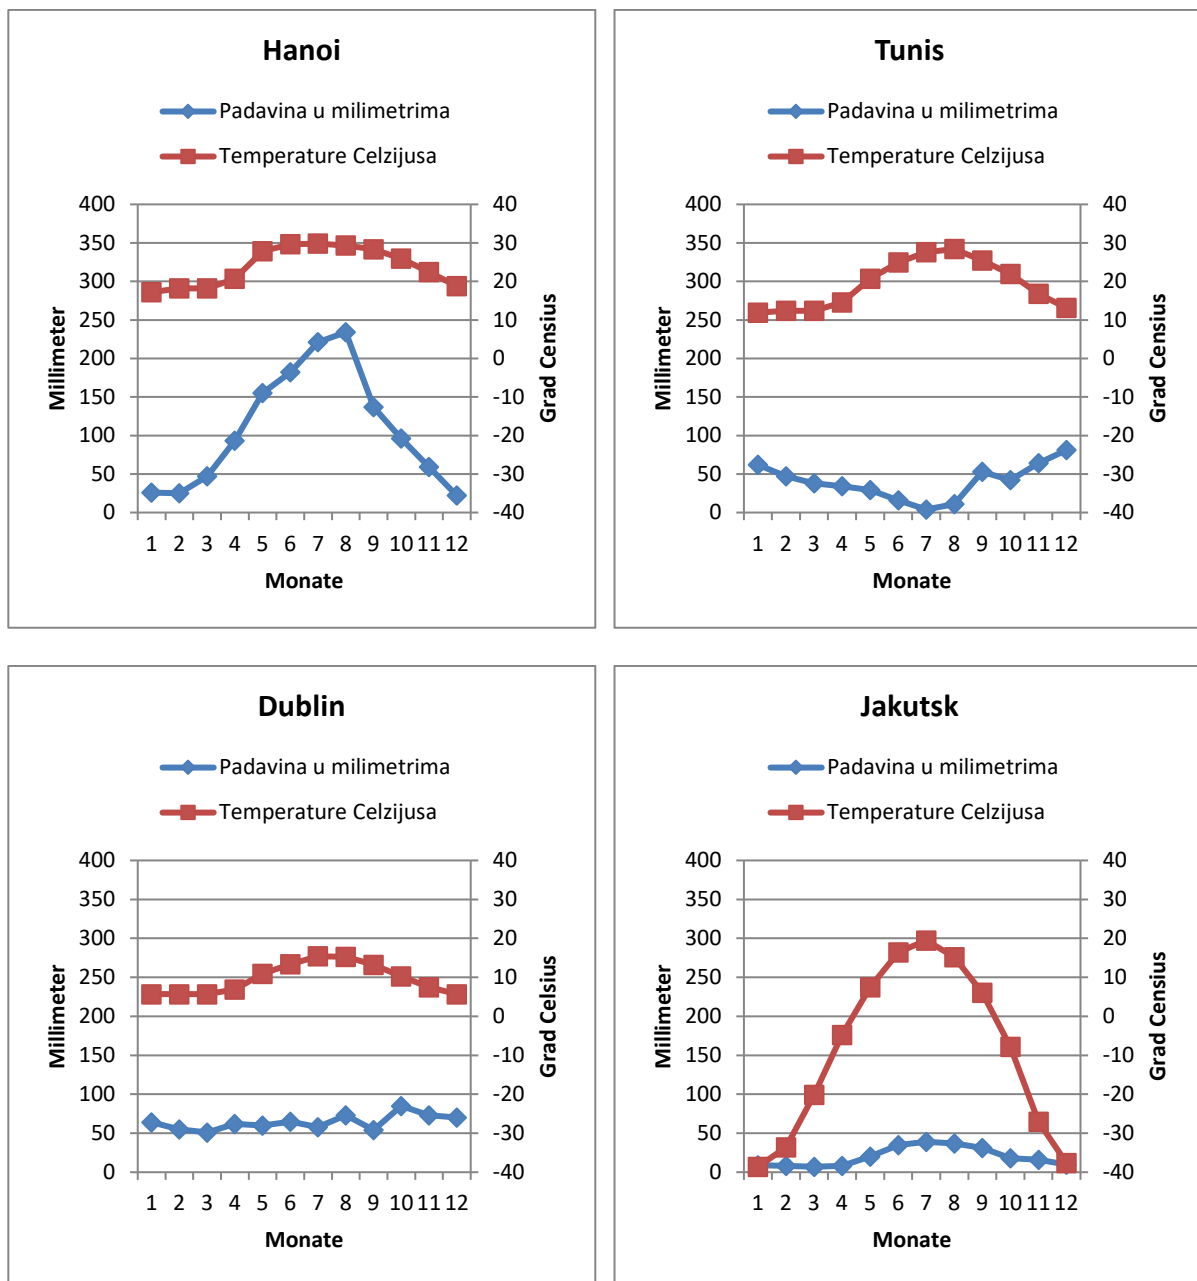 Hanoi
Padavina u milimetrima
Temperature Celzijusa
400
350
300
250
200
150
100
50
0
40
30
20
10
0
-10
-20
-30
-40
Millimeter
Grad Censius
1 2 3 4 5 6 7 8 9 10 11 12
Monate
Tunis
Padavina u milimetrima
Temperature Celzijusa
400
350
300
250
200
150
100
50
0
40
30
20
10
0
-10
-20
-30
-40
Millimeter
Grad Censius
1 2 3 4 5 6 7 8 9 10 11 12
Monate
Dublin
Padavina u milimetrima
Temperature Celzijusa
400
350
300
250
200
150
100
50
0
40
30
20
10
0
-10
-20
-30
-40
Millimeter
Grad Celsius
1 2 3 4 5 6 7 8 9 10 11 12
Monate
Jakutsk
Padavina u milimetrima
Temperature Celzijusa
400
350
300
250
200
150
100
50
0
40
30
20
10
0
-10
-20
-30
-40
Millimeter
Grad Census
1 2 3 4 5 6 7 8 9 10 11 12
Monate